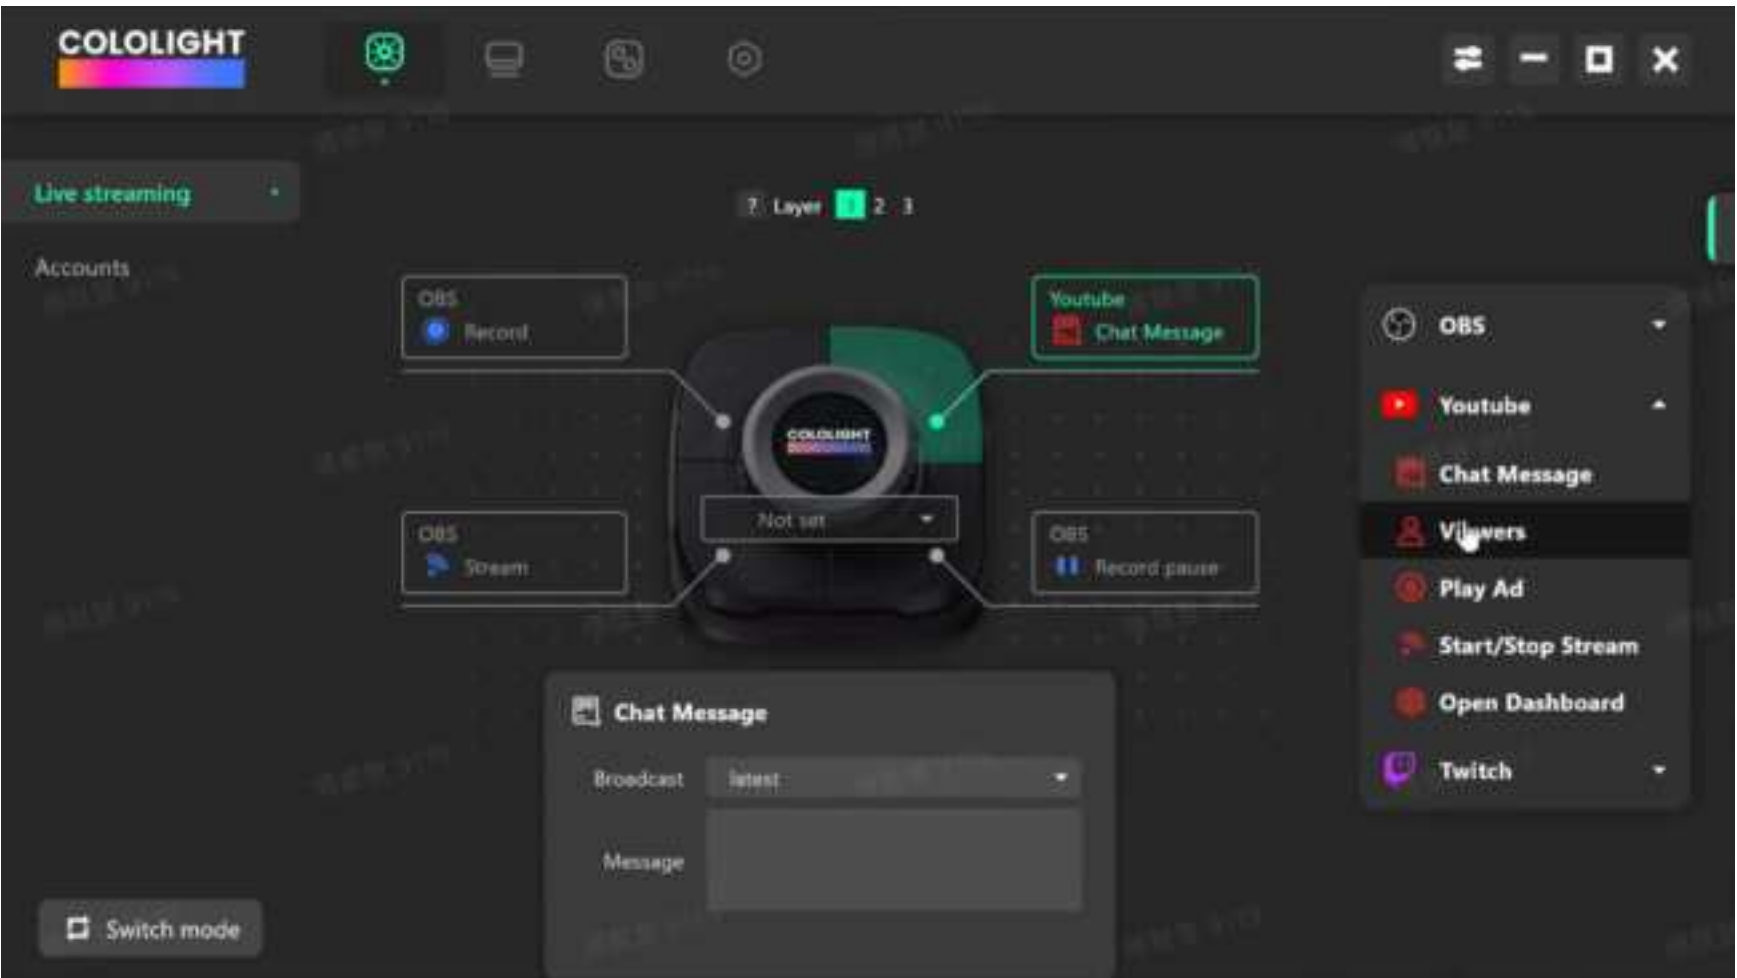 COLOLIGHT
Live streaming
Accounts
? Layer 1 2 3
OBS
Record
Youtube
Chat Message
COLOLIGHT
Not set
OBS
Stream
OBS
Record pause
Chat Message
Broadcast latest
Message
OBS
Youtube
Chat Message
Viewers
Play Ad
Start/Stop Stream
Open Dashboard
Twitch
Switch mode